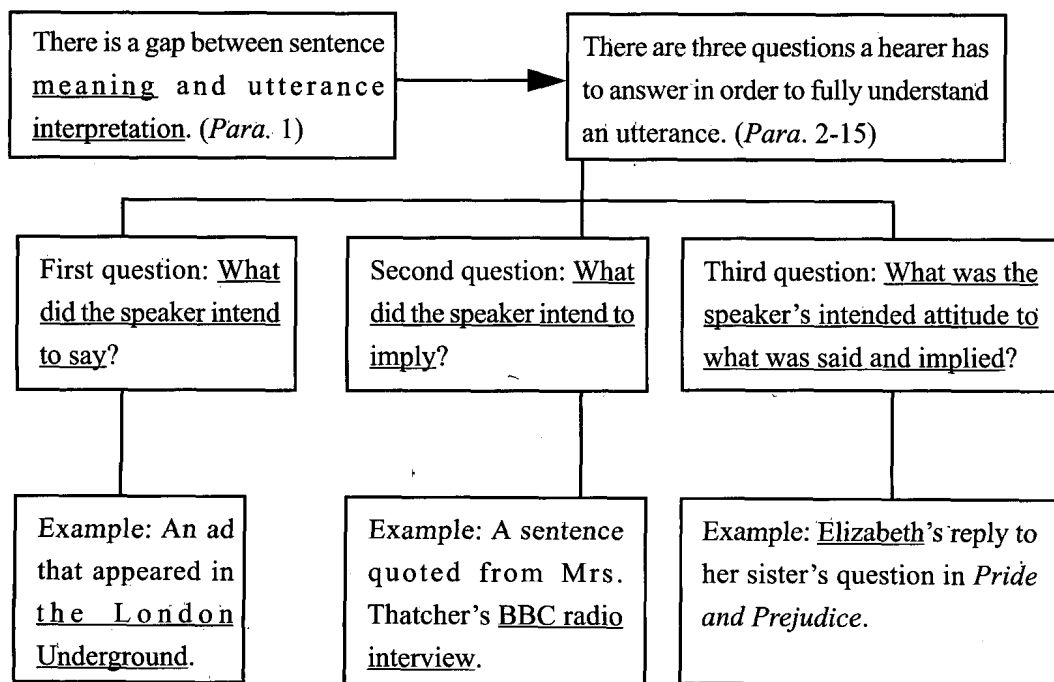 There is a gap between sentence
meaning and utterance
interpretation. (Para. 1)
There are three questions a hearer has
to answer in order to fully understand
an utterance. (Para. 2-15)
First question: What
did the speaker intend
to say?
Second question: What
did the speaker intend to
imply?
Third question: What was the
speaker's intended attitude to
what was said and implied?
Example: An ad
that appeared in
the London
Underground.
Example: A sentence
quoted from Mrs.
Thatcher's BBC radio
interview.
Example: Elizabeth's reply to
her sister's question in Pride
and Prejudice.